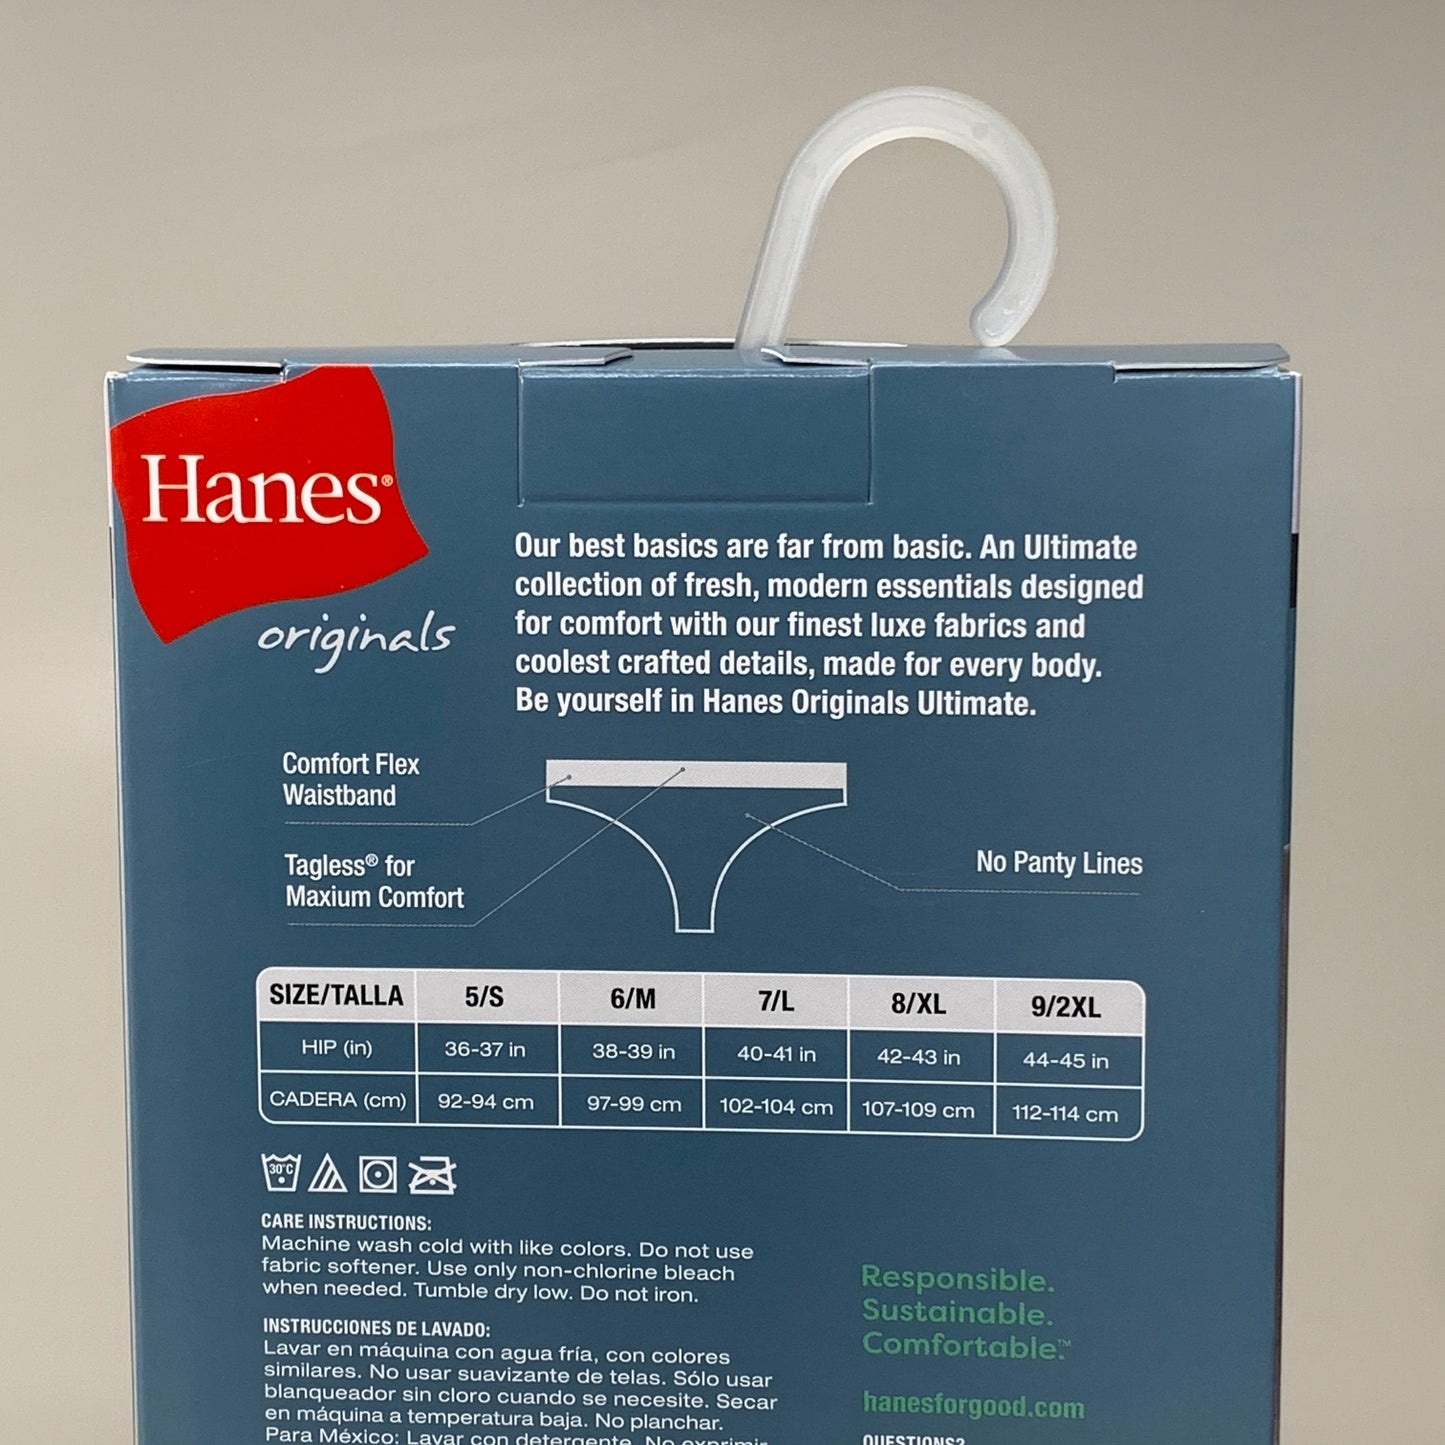 Hanes®
originals
Our best basics are far from basic. An Ultimate
collection of fresh, modern essentials designed
for comfort with our finest luxe fabrics and
coolest crafted details, made for every body.
Be yourself in Hanes Originals Ultimate.
Comfort Flex
Waistband
Tagless® for
Maxium Comfort
No Panty Lines
SIZE/TALLA 5/S 6/M 7/L 8/XL 9/2XL
HIP (in) 36-37 in 38-39 in 40-41 in 42-43 in 44-45 in
CADERA (cm) 92-94 cm 97-99 cm 102-104 cm 107-109 cm 112-114 cm
30°C
CARE INSTRUCTIONS:
Machine wash cold with like colors. Do not use
fabric softener. Use only non-chlorine bleach
when needed. Tumble dry low. Do not iron.
INSTRUCCIONES DE LAVADO:
Lavar en máquina con agua fría, con colores
similares. No usar suavizante de telas. Sólo usar
blanqueador sin cloro cuando se necesite. Secar
en máquina a temperatura baja. No planchar.
Para México: Lavar con detergente. No exprimir
Responsible.
Sustainable.
Comfortable.™
hanesforgood.com
QUESTIONS?